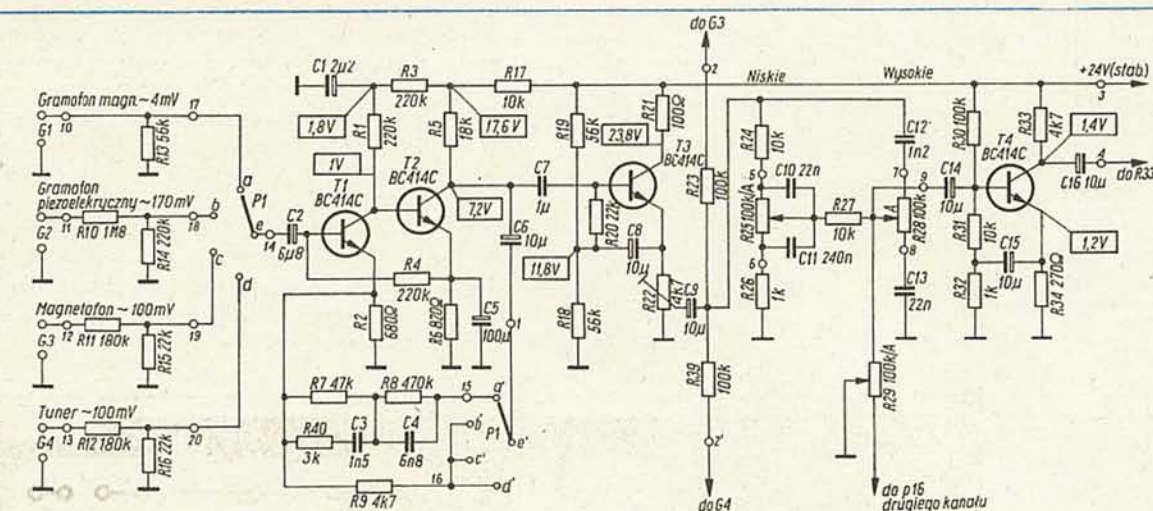 Gramofon magn. ~4mV
17
G1
10
R13 56k
Gramofon
piezoelekryczny ~170mV
b
G2
11
R10 1M8
18
R14 220k
c
Magnetofon ~100mV
d
G3
12
R11 180k
19
R15 22k
Tuner ~100mV
G4
13
R12 180k
20
R16 22k
a
P1
e
14
C2
6μ8
C1 2μ2
R3
220k
R17
10k
1,8V
R1
220k
R5
18k
17,6V
1V
T1
BC414C
T2
BC414C
7,2V
R4
220k
R2
680Ω
R6 820Ω
C5
100μ
C6
10μ
1
R7 47k
R8 470k
15
a'
R40
3k
C3
1n5
C4
6n8
b'
P1
e'
c'
16
d'
R9 4k7
C7
1μ
R19
56k
R21
100Ω
23,8V
T3
BC414C
R20 22k
C8
10μ
11,8V
R18
56k
R22
4k7
C9
10μ
do G3
2
R23
100k
R39
100k
2'
do G4
Niskie
Wysokie
+24V(stab.)
3
R24
10k
5
C10 22n
R25 100k/A
C11 240n
6
R26
1k
R27
10k
C12
1n2
7
9
A
R28 100k
8
C13
22n
R29 100k/A
do p16
drugiego kanału
C14
10μ
R30 100k
R31
10k
R32
1k
C15
10μ
R33
4k7
T4
BC414C
1,4V
4
C16 10μ
do R33
1,2V
R34 270Ω